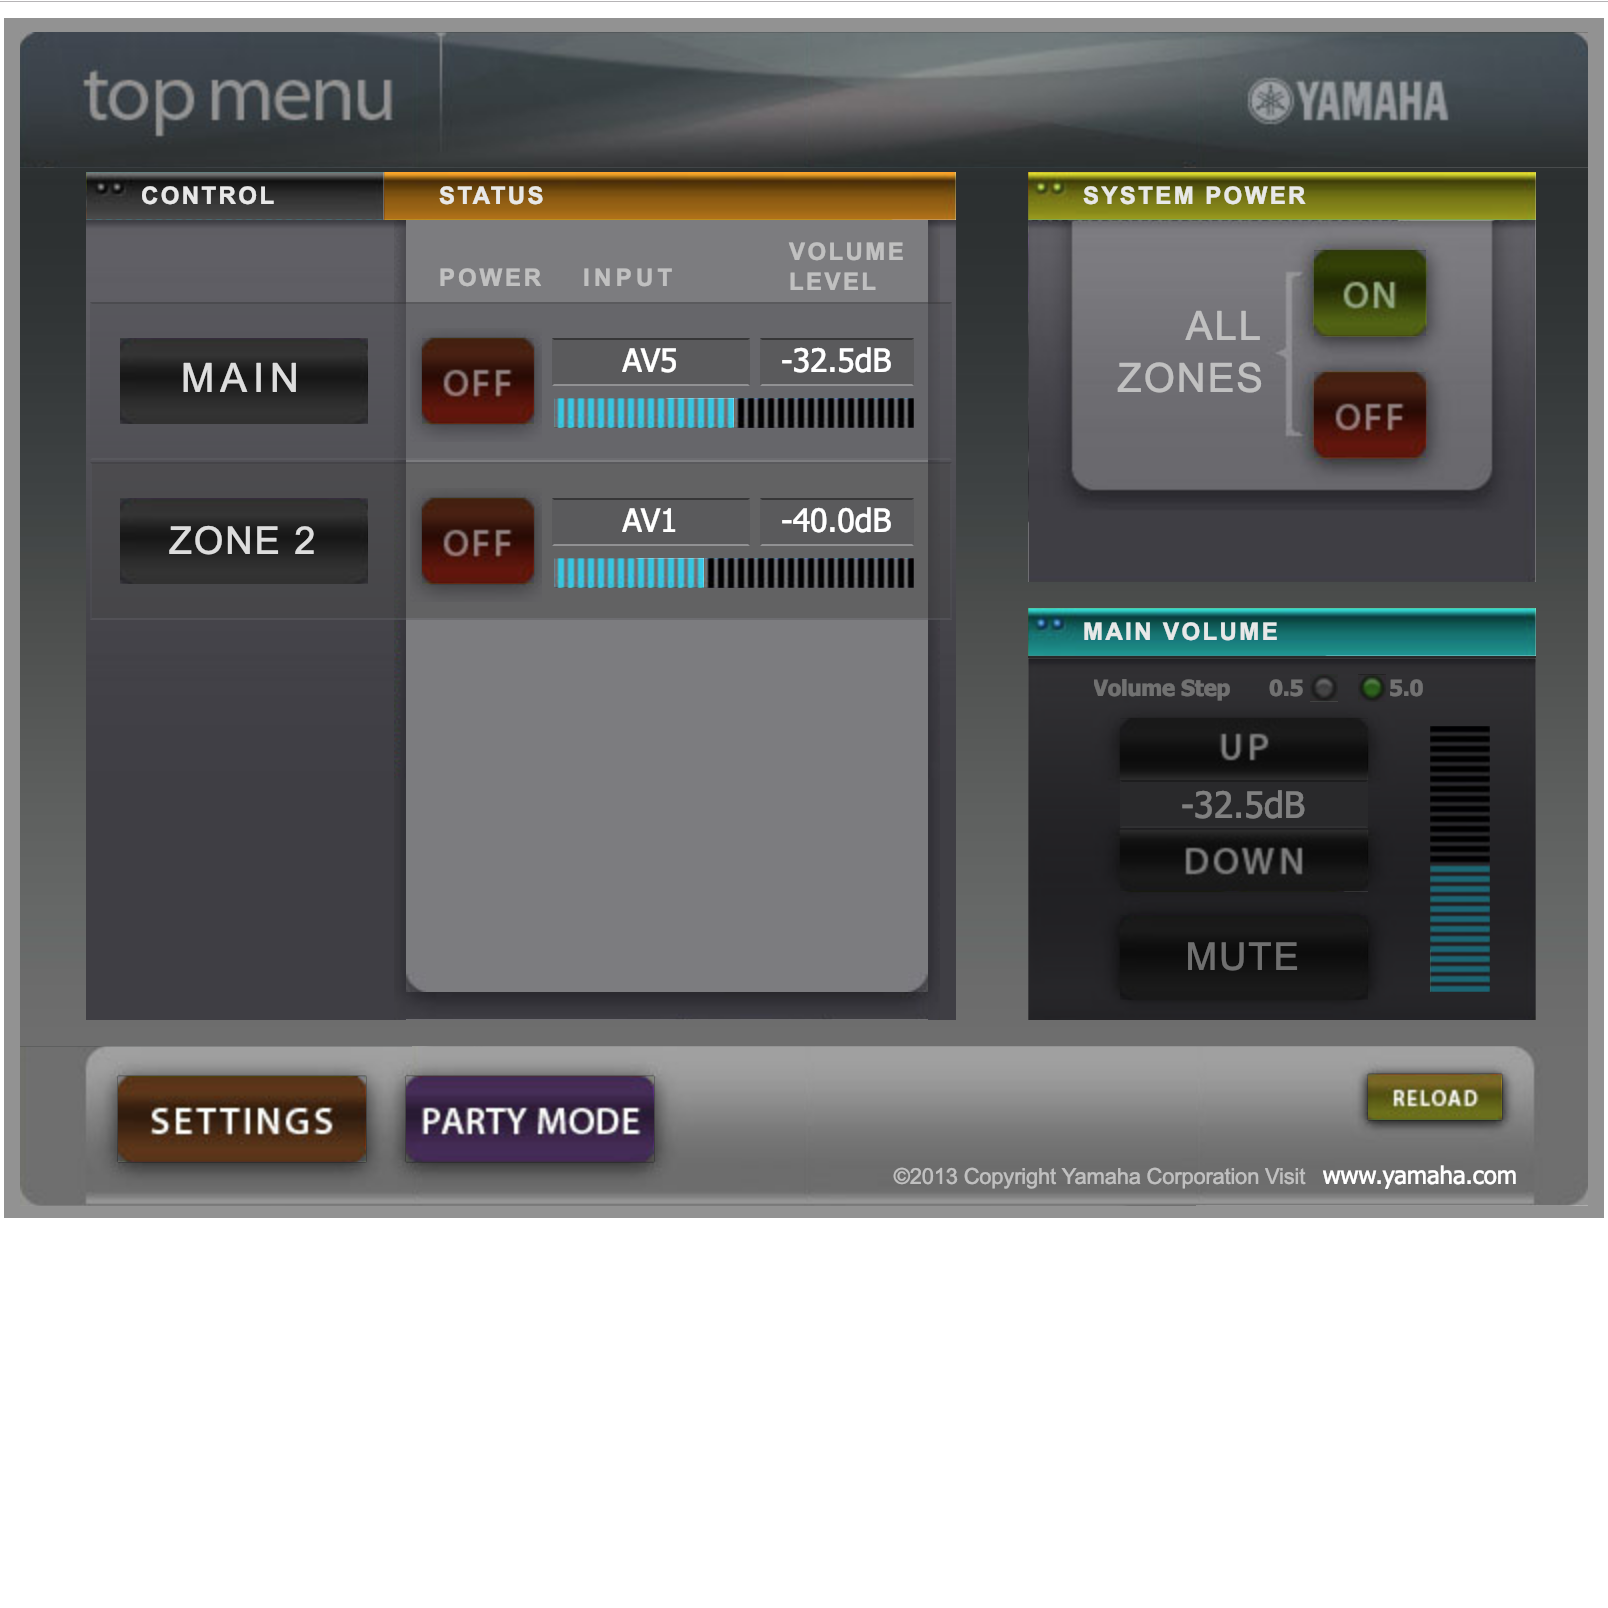 top menu
YAMAHA
CONTROL
STATUS
POWER
INPUT
VOLUME
LEVEL
MAIN
OFF
AV5
-32.5dB
ZONE 2
OFF
AV1
-40.0dB
SYSTEM POWER
ALL
ZONES
ON
OFF
MAIN VOLUME
Volume Step 0.5 5.0
UP
-32.5dB
DOWN
MUTE
SETTINGS
PARTY MODE
RELOAD
©2013 Copyright Yamaha Corporation Visit www.yamaha.com